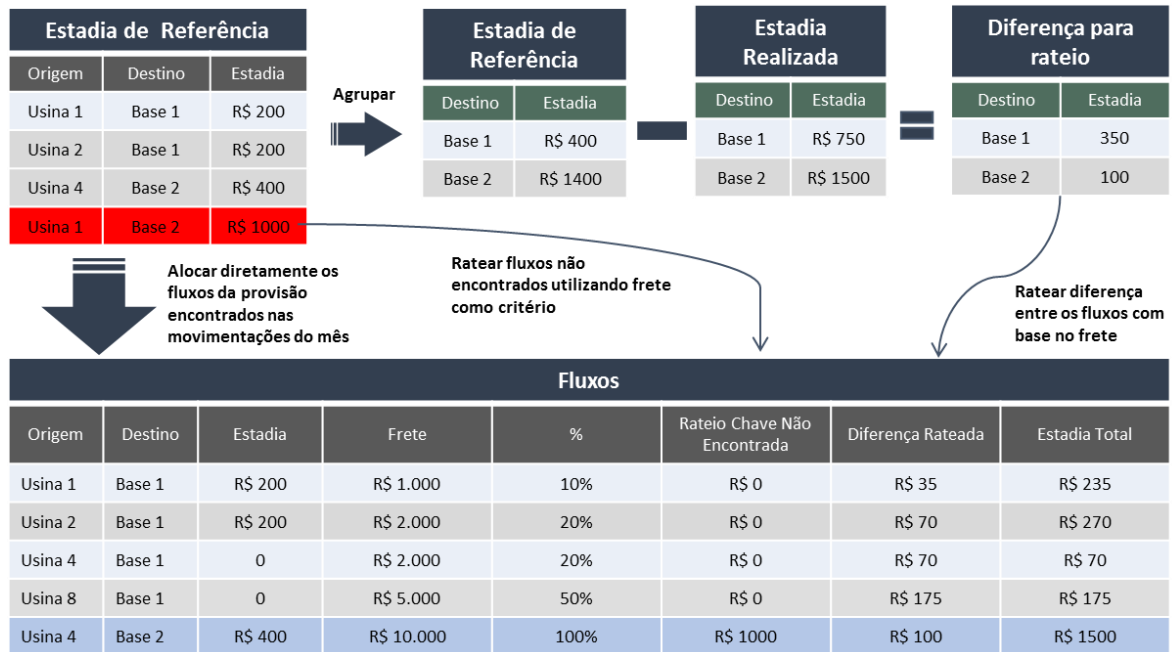 Estadia de Referência
Origem Destino Estadia
Usina 1 Base 1 R$ 200
Usina 2 Base 1 R$ 200
Usina 4 Base 2 R$ 400
Usina 1 Base 2 R$ 1000
Agrupar
Estadia de
Referência
Destino Estadia
Base 1 R$ 400
Base 2 R$ 1400
Estadia
Realizada
Destino Estadia
Base 1 R$ 750
Base 2 R$ 1500
Diferença para
rateio
Destino Estadia
Base 1 350
Base 2 100
Alocar diretamente os
fluxos da provisão
encontrados nas
movimentações do mês
Ratear fluxos não
encontrados utilizando frete
como critério
Ratear diferença
entre os fluxos com
base no frete
Fluxos
Origem Destino Estadia Frete % Rateio Chave Não Diferença Rateada Estadia Total
Encontrada
Usina 1 Base 1 R$ 200 R$ 1.000 10% R$ 0 R$ 35 R$ 235
Usina 2 Base 1 R$ 200 R$ 2.000 20% R$ 0 R$ 70 R$ 270
Usina 4 Base 1 0 R$ 2.000 20% R$ 0 R$ 70 R$ 70
Usina 8 Base 1 0 R$ 5.000 50% R$ 0 R$ 175 R$ 175
Usina 4 Base 2 R$ 400 R$ 10.000 100% R$ 1000 R$ 100 R$ 1500